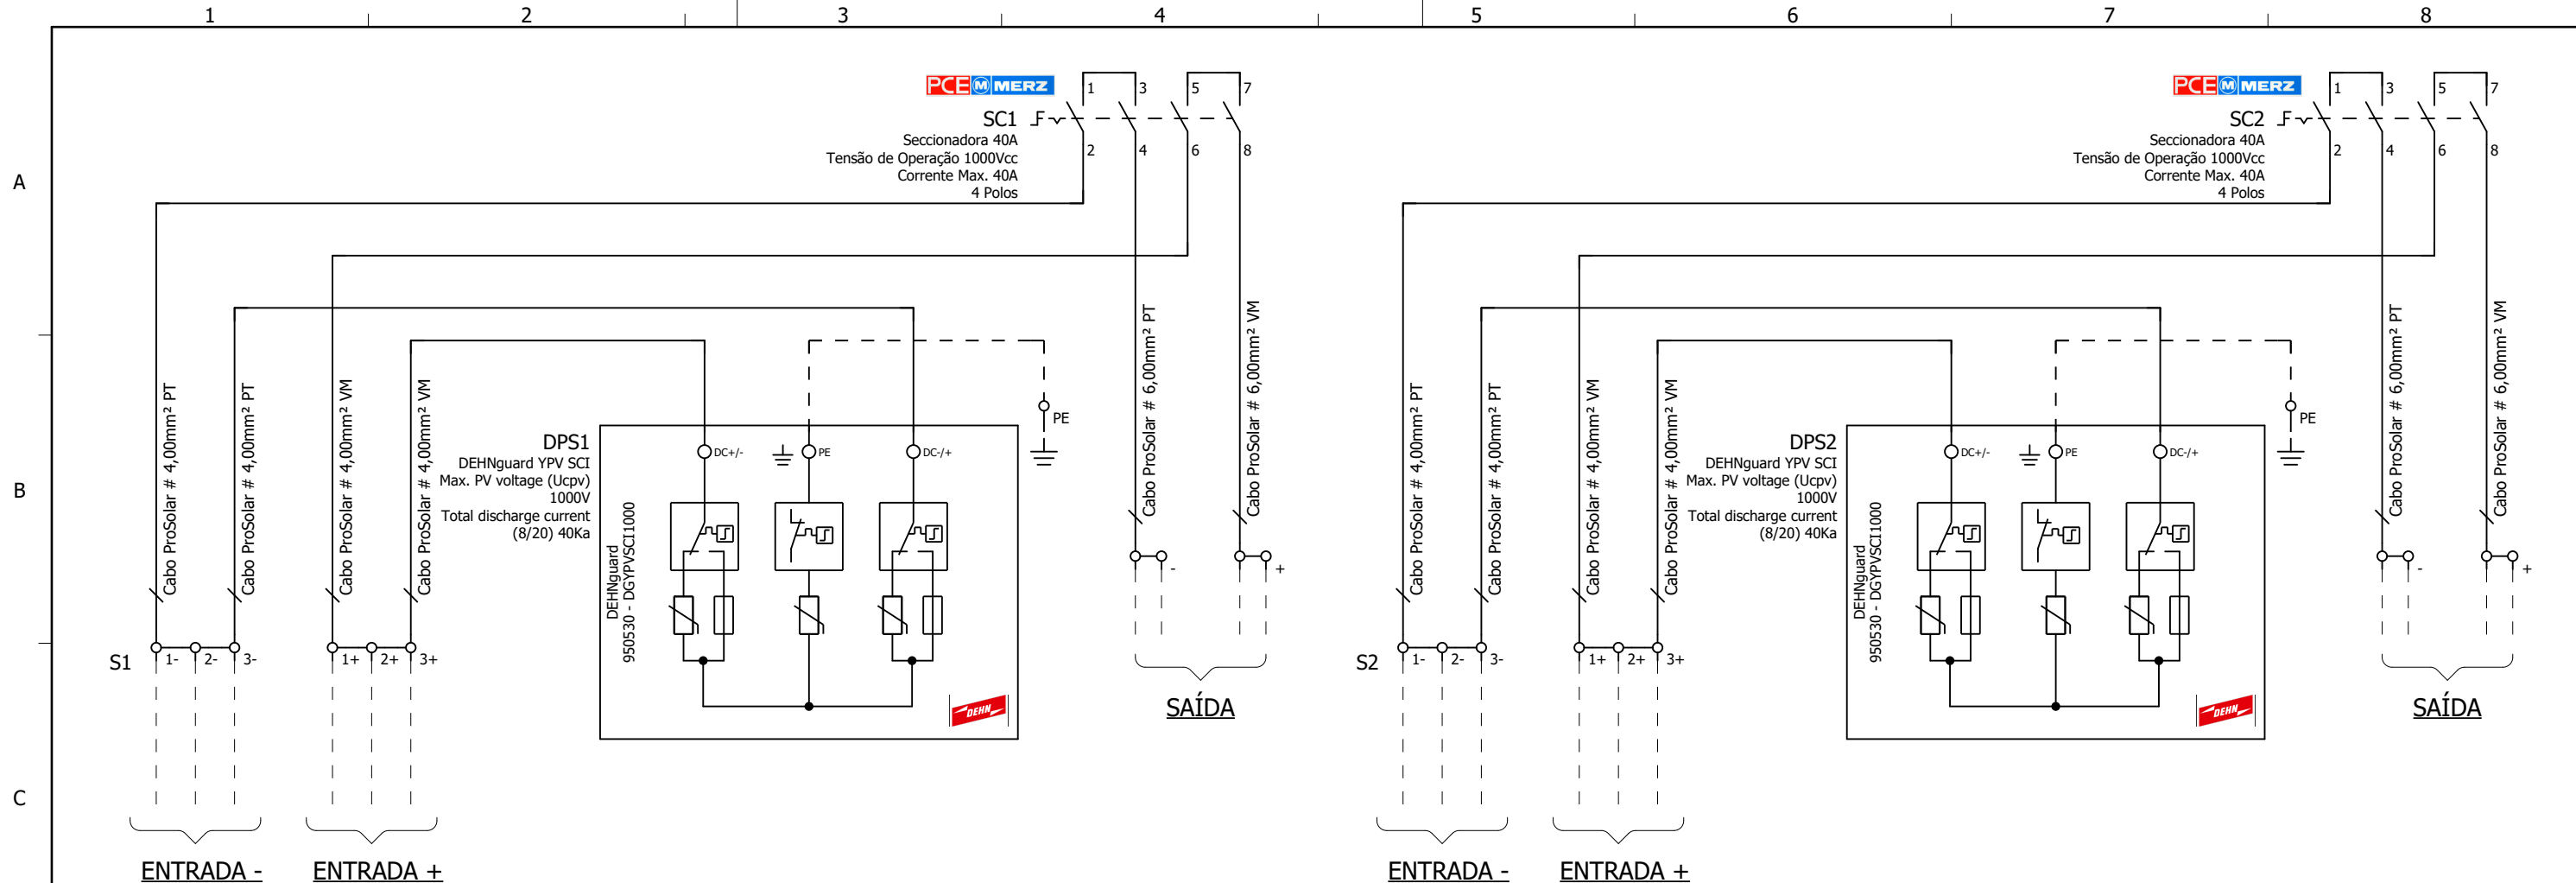 1 2 3 4 5 6 7 8
A
B
C
PCE M MERZ
SC1
Seccionadora 40A
Tensão de Operação 1000Vcc
Corrente Max. 40A
4 Polos
1 3 5 7
2 4 6 8
Cabo ProSolar # 4,00mm² PT
Cabo ProSolar # 4,00mm² PT
Cabo ProSolar # 4,00mm² VM
Cabo ProSolar # 4,00mm² VM
DPS1
DEHNguard YPV SCI
Max. PV voltage (Ucpv)
1000V
Total discharge current
(8/20) 40Ka
DEHNguard
950530 - DGYPVSCI1000
DC+/- PE DC-/+
PE
DEHN
Cabo ProSolar # 6,00mm² PT
Cabo ProSolar # 6,00mm² VM
- +
SAÍDA
S1
1- 2- 3- 1+ 2+ 3+
ENTRADA - ENTRADA +
PCE M MERZ
SC2
Seccionadora 40A
Tensão de Operação 1000Vcc
Corrente Max. 40A
4 Polos
1 3 5 7
2 4 6 8
Cabo ProSolar # 4,00mm² PT
Cabo ProSolar # 4,00mm² PT
Cabo ProSolar # 4,00mm² VM
Cabo ProSolar # 4,00mm² VM
DPS2
DEHNguard YPV SCI
Max. PV voltage (Ucpv)
1000V
Total discharge current
(8/20) 40Ka
DEHNguard
950530 - DGYPVSCI1000
DC+/- PE DC-/+
PE
DEHN
Cabo ProSolar # 6,00mm² PT
Cabo ProSolar # 6,00mm² VM
- +
SAÍDA
S2
1- 2- 3- 1+ 2+ 3+
ENTRADA - ENTRADA +